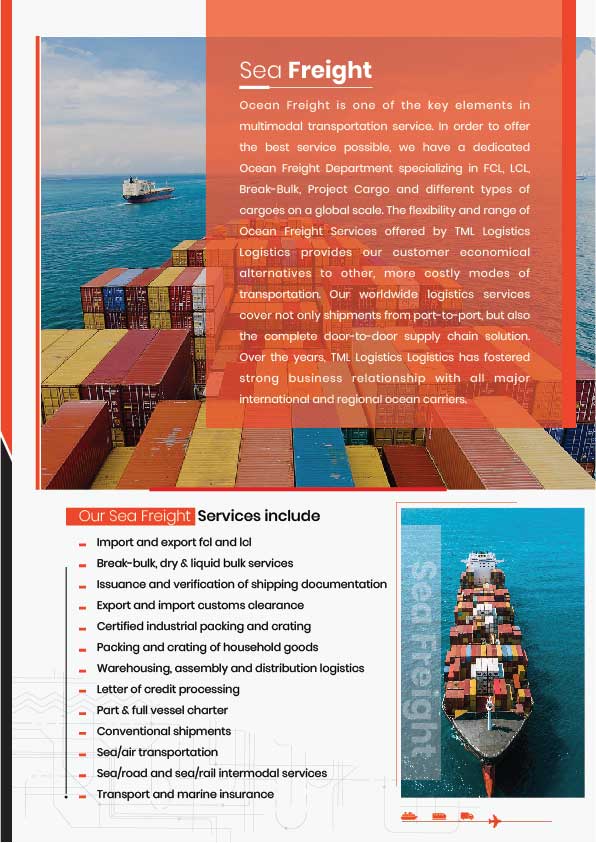 Sea Freight
Ocean Freight is one of the key elements in
multimodal transportation service. In order to offer
the best service possible, we have a dedicated
Ocean Freight Department specializing in FCL, LCL,
Break-Bulk, Project Cargo and different types of
cargoes on a global scale. The flexibility and range of
Ocean Freight Services offered by TML Logistics
Logistics provides our customer economical
alternatives to other, more costly modes of
transportation. Our worldwide logistics services
cover not only shipments from port-to-port, but also
the complete door-to-door supply chain solution.
Over the years, TML Logistics Logistics has fostered
strong business relationship with all major
international and regional ocean carriers.
Our Sea Freight Services include
Import and export fcl and lcl
Break-bulk, dry & liquid bulk services
Issuance and verification of shipping documentation
Export and import customs clearance
Certified industrial packing and crating
Packing and crating of household goods
Warehousing, assembly and distribution logistics
Letter of credit processing
Part & full vessel charter
Conventional shipments
Sea/air transportation
Sea/road and sea/rail intermodal services
Transport and marine insurance
Sea Freight